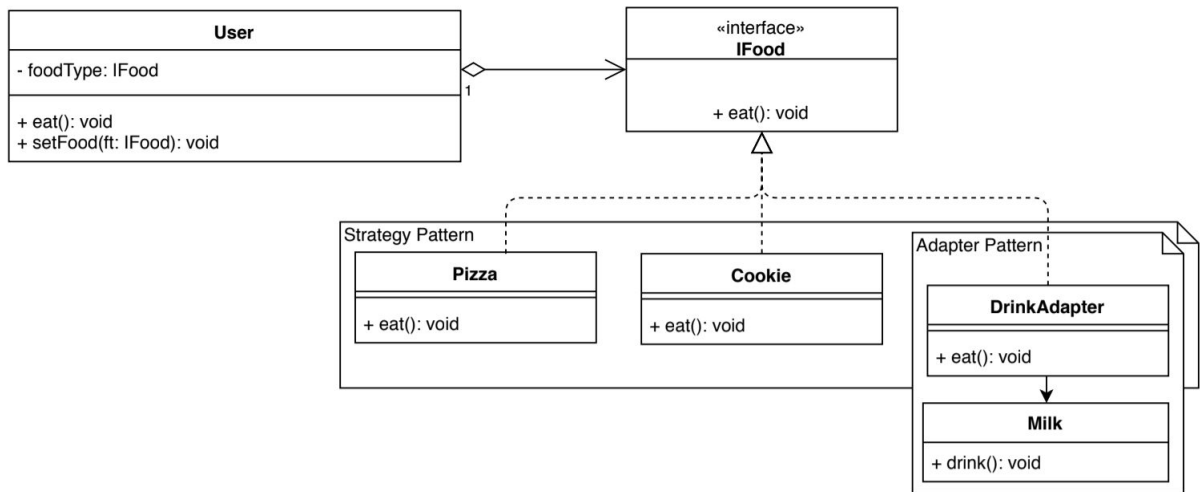 User
- foodType: IFood
+ eat(): void
+ setFood(ft: IFood): void
1
«interface»
IFood
+ eat(): void
Strategy Pattern
Pizza
+ eat(): void
Cookie
+ eat(): void
Adapter Pattern
DrinkAdapter
+ eat(): void
Milk
+ drink(): void